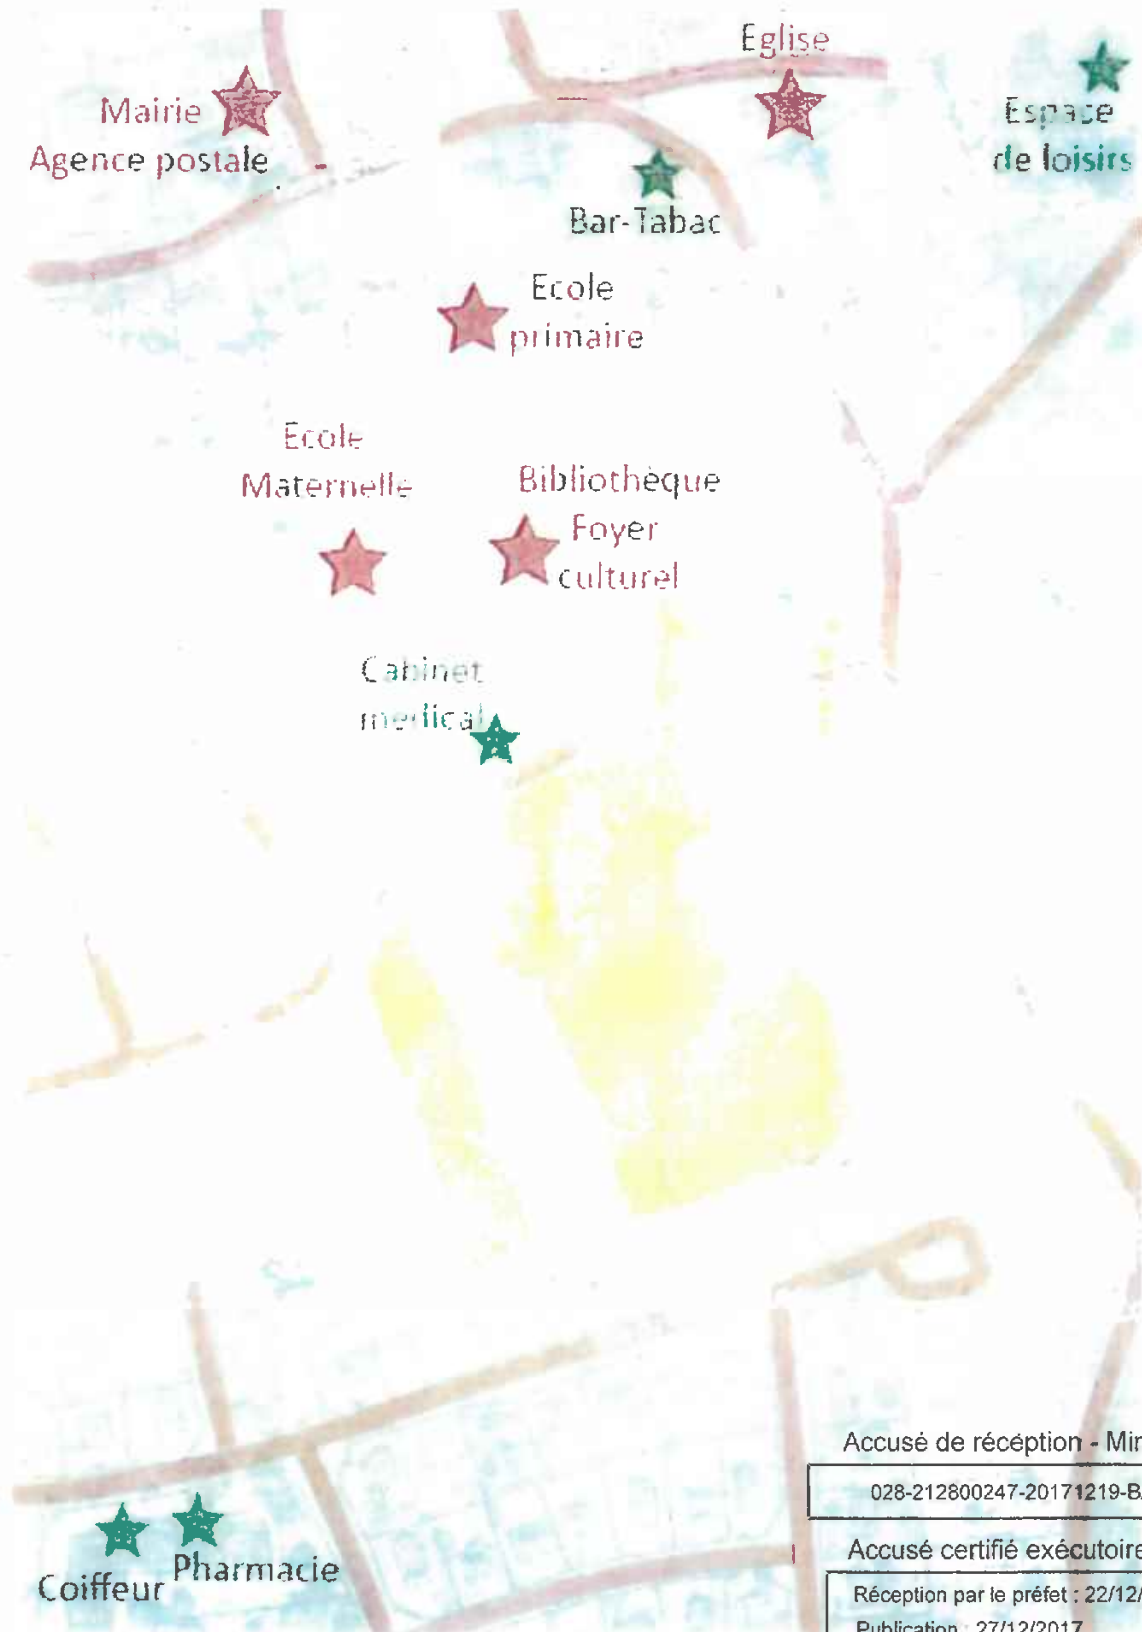 Eglise
Mairie
Agence postale
Espace
de loisirs
Bar-Tabac
Ecole
primaire
Ecole
Maternelle
Bibliothèque
Foyer
culturel
Cabinet
medical
Coiffeur
Pharmacie
Accusé de réception - Min
028-212800247-20171219-B
Accusé certifié exécutoire
Réception par le préfet : 22/12/
Publication : 27/12/2017